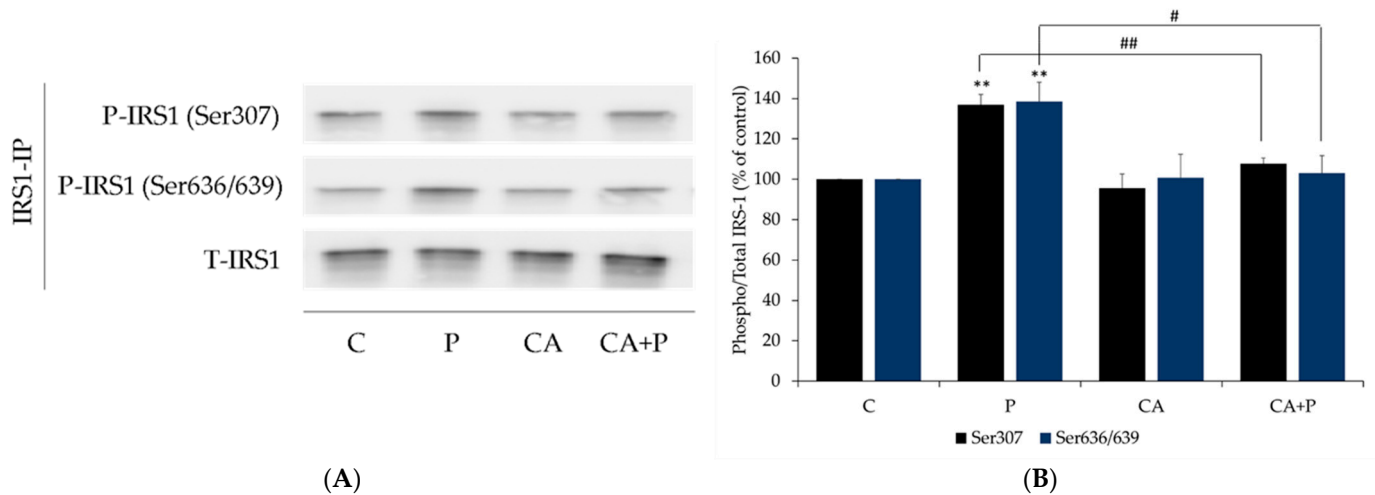 IRS1-IP
P-IRS1 (Ser307)
P-IRS1 (Ser636/639)
T-IRS1
C P CA CA+P
(A)
Phospho/Total IRS-1 (% of control)
160
140
120
100
80
60
40
20
0
#
##
** **
C P CA CA+P
Ser307 Ser636/639
(B)